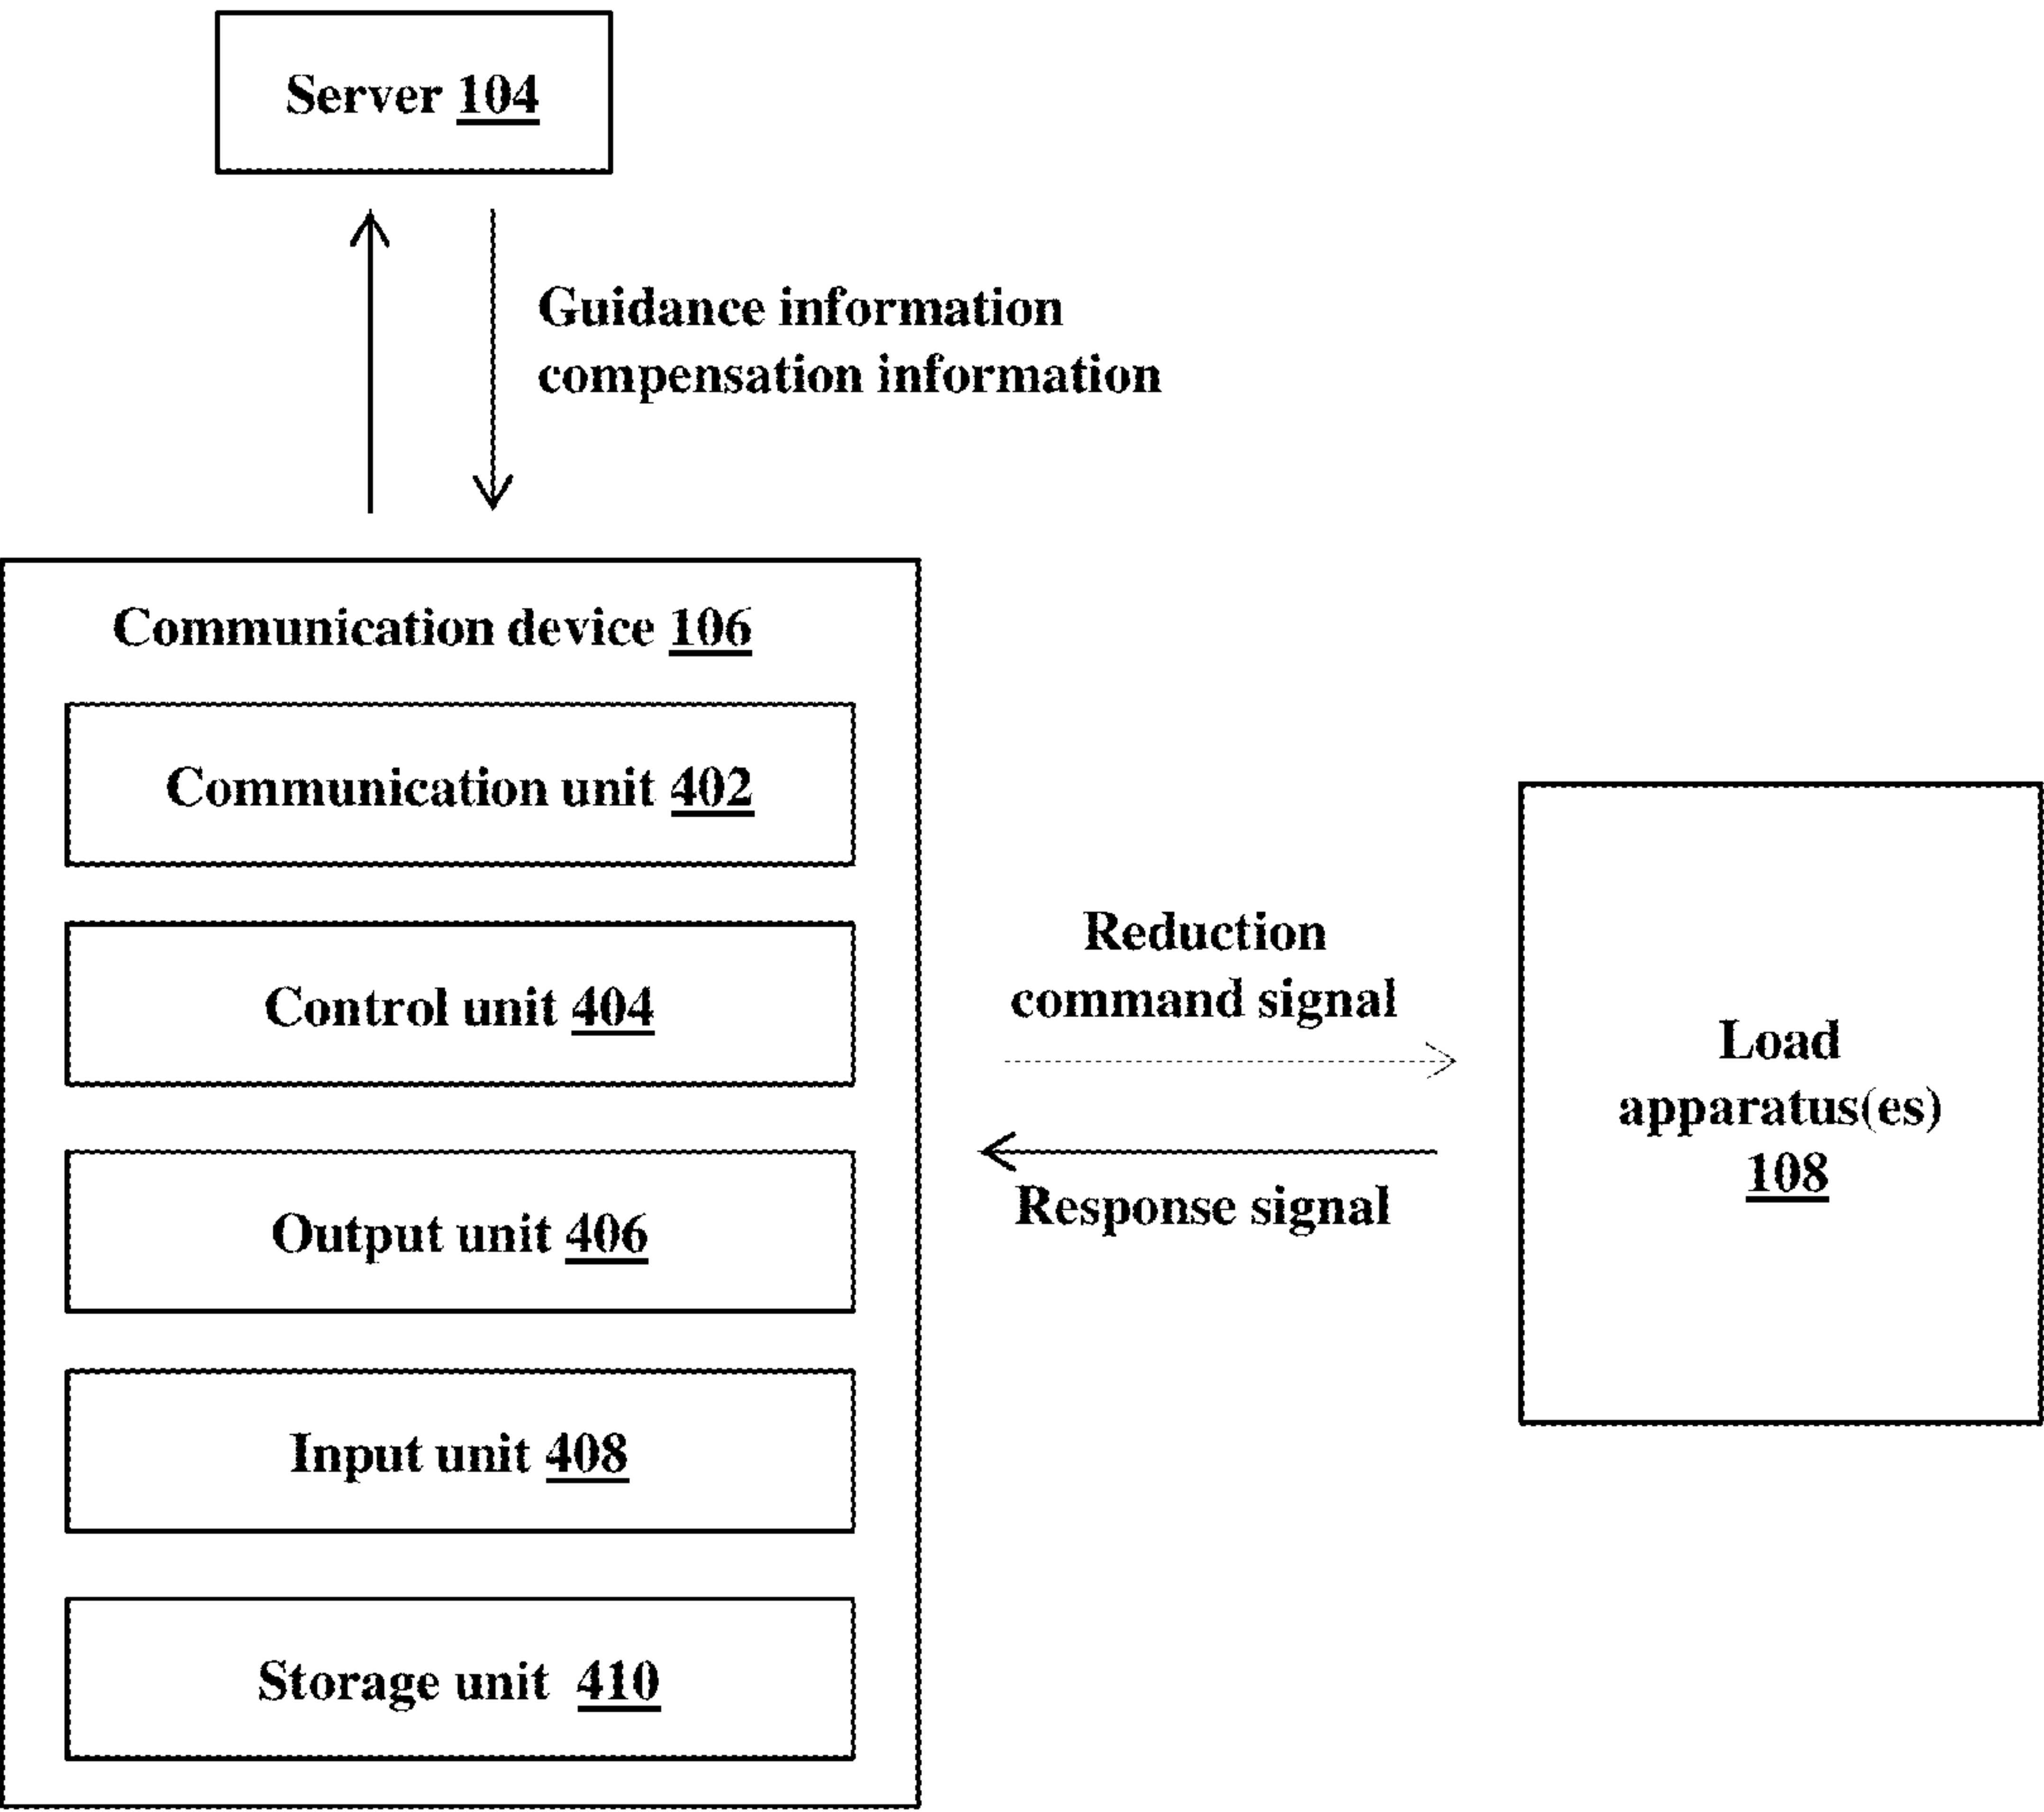 Server 104
Guidance information
compensation information
Communication device 106
Communication unit 402
Control unit 404
Output unit 406
Input unit 408
Storage unit 410
Reduction
command signal
Response signal
Load
apparatus(es)
108